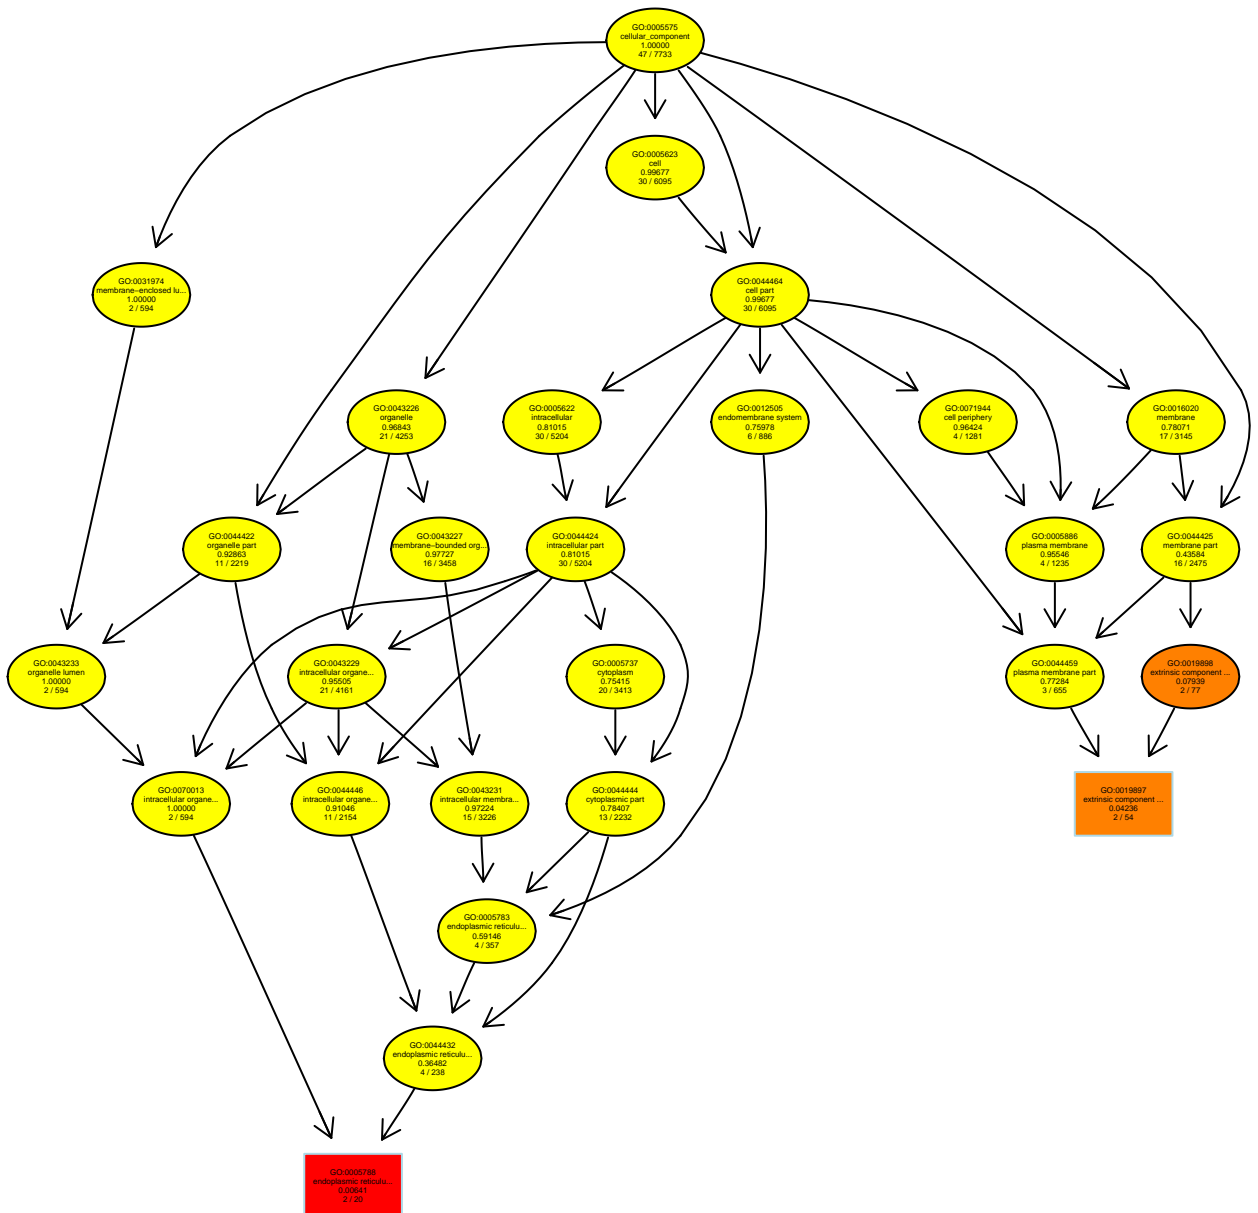 GO:0005575
cellular_component
1.00000
47 / 7733
GO:0005623
cell
0.99677
30 / 6095
GO:0031974
membrane−enclosed lu...
1.00000
2 / 594
GO:0044464
cell part
0.99677
30 / 6095
GO:0043226
organelle
0.96843
21 / 4253
GO:0005622
intracellular
0.81015
30 / 5204
GO:0012505
endomembrane system
0.75978
6 / 886
GO:0071944
cell periphery
0.96424
4 / 1281
GO:0016020
membrane
0.78071
17 / 3145
GO:0044422
organelle part
0.92863
11 / 2219
GO:0043227
membrane−bounded org...
0.97727
16 / 3458
GO:0044424
intracellular part
0.81015
30 / 5204
GO:0005886
plasma membrane
0.95546
4 / 1235
GO:0044425
membrane part
0.43584
16 / 2475
GO:0043233
organelle lumen
1.00000
2 / 594
GO:0043229
intracellular organe...
0.95505
21 / 4161
GO:0005737
cytoplasm
0.75415
20 / 3413
GO:0044459
plasma membrane part
0.77284
3 / 655
GO:0019898
extrinsic component ...
0.07939
2 / 77
GO:0070013
intracellular organe...
1.00000
2 / 594
GO:0044446
intracellular organe...
0.91046
11 / 2154
GO:0043231
intracellular membra...
0.97224
15 / 3226
GO:0044444
cytoplasmic part
0.78407
13 / 2232
GO:0019897
extrinsic component ...
0.04236
2 / 54
GO:0005783
endoplasmic reticulu...
0.59146
4 / 357
GO:0044432
endoplasmic reticulu...
0.36482
4 / 238
GO:0005788
endoplasmic reticulu...
0.00641
2 / 20